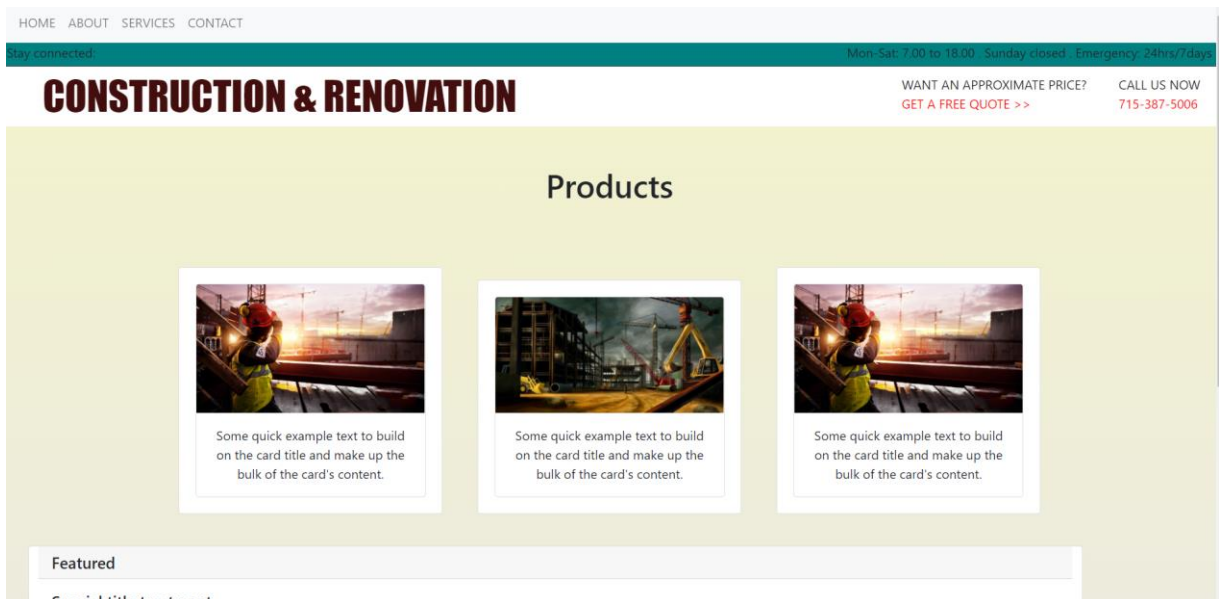 HOME ABOUT SERVICES CONTACT
Stay connected: Mon-Sat: 7.00 to 18.00 . Sunday closed . Emergency: 24hrs/7days
CONSTRUCTION & RENOVATION
WANT AN APPROXIMATE PRICE?
GET A FREE QUOTE >>
CALL US NOW
715-387-5006
Products
Some quick example text to build
on the card title and make up the
bulk of the card's content.
Some quick example text to build
on the card title and make up the
bulk of the card's content.
Some quick example text to build
on the card title and make up the
bulk of the card's content.
Featured